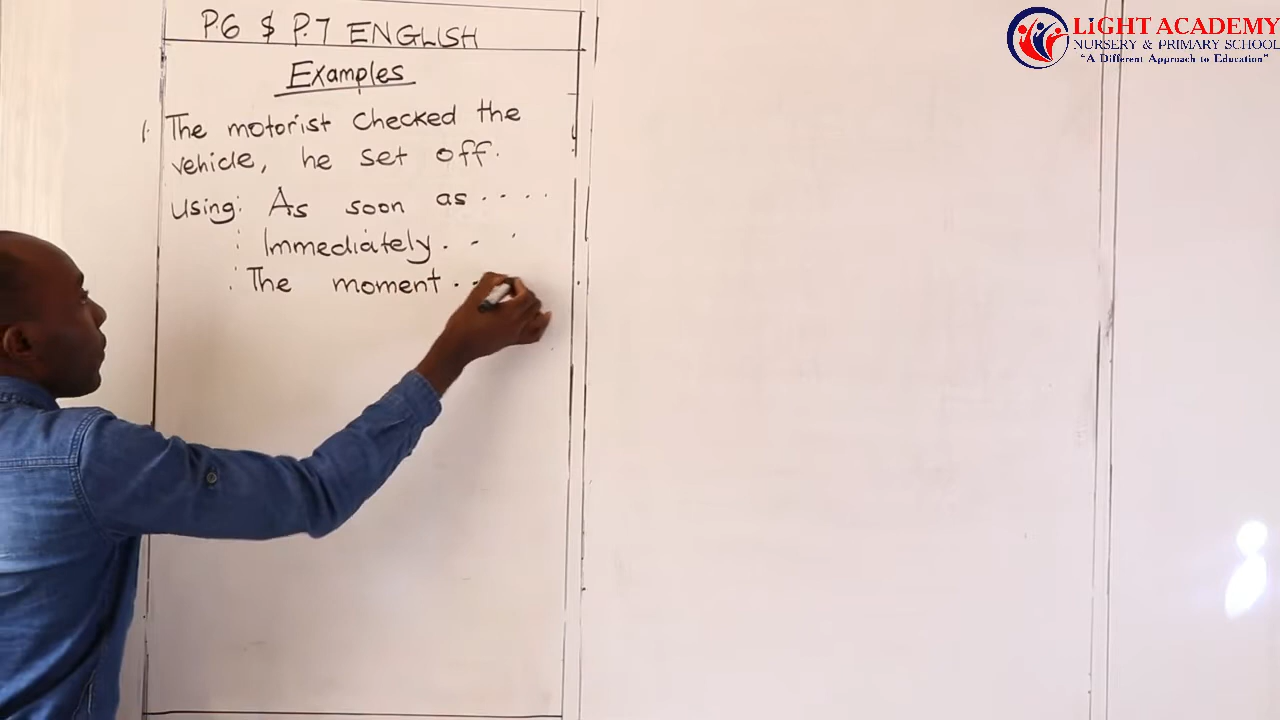 P.6 $ P.7 ENGLISH
Examples
1. The motorist checked the
vehicle, he set off.
Using: As soon as ....
: Immediately. - .
: The moment . -
LIGHT ACADEMY
NURSERY & PRIMARY SCHOOL
"A Different Approach to Education"